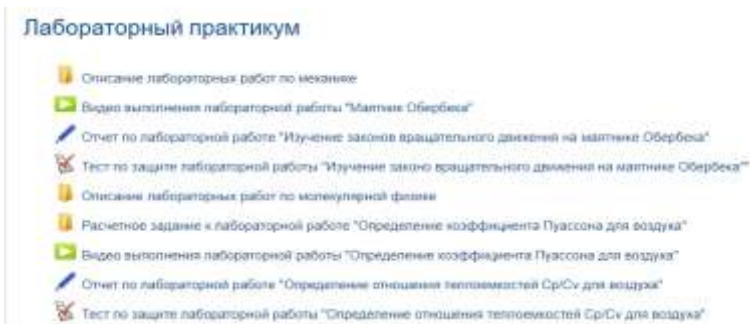 Лабораторный практикум
Описание лабораторных работ по механике
Видео выполнения лабораторной работы "Маятник Обербека"
Отчет по лабораторной работе "Изучение законов вращательного движения на маятнике Обербека"
Тест по защите лабораторной работы "Изучение законо вращательного движения на маятнике Обербека""
Описание лабораторных работ по молекулярной физике
Расчетное задание к лабораторной работе "Определение коэффициента Пуассона для воздуха"
Видео выполнения лабораторной работы "Определение коэффициента Пуассона для воздуха"
Отчет по лабораторной работе "Определение отношения теплоемкостей Cp/Cv для воздуха"
Тест по защите лабораторной работы "Определение отношения теплоемкостей Cp/Cv для воздуха"